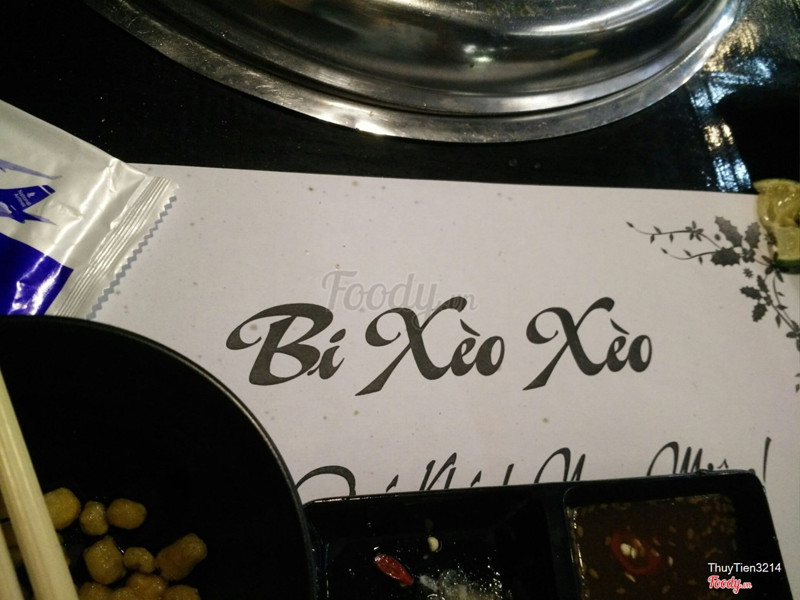 Foody.vn
Bi Xèo Xèo
ThuyTien3214
Foody.vn